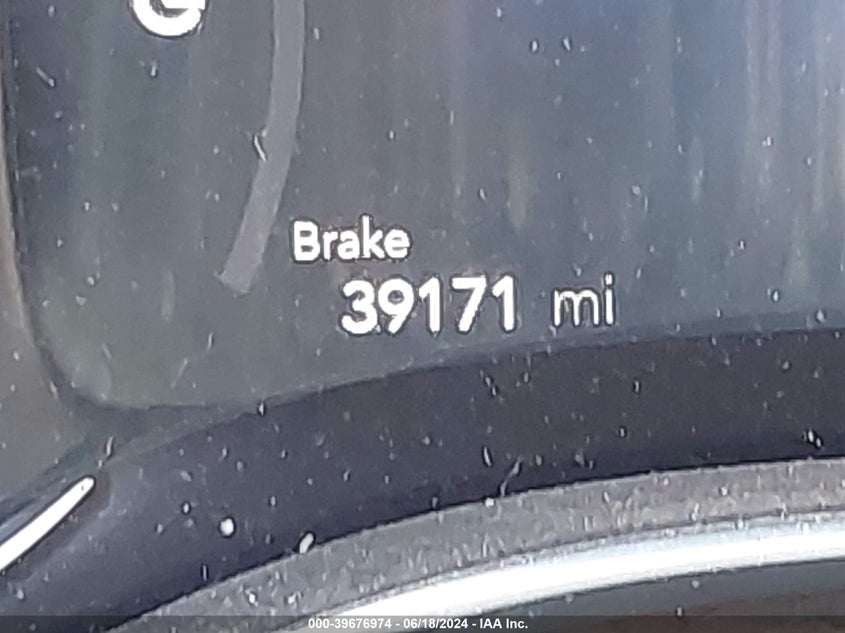 Brake
39171 mi
000-39676974 - 06/18/2024 - IAA Inc.